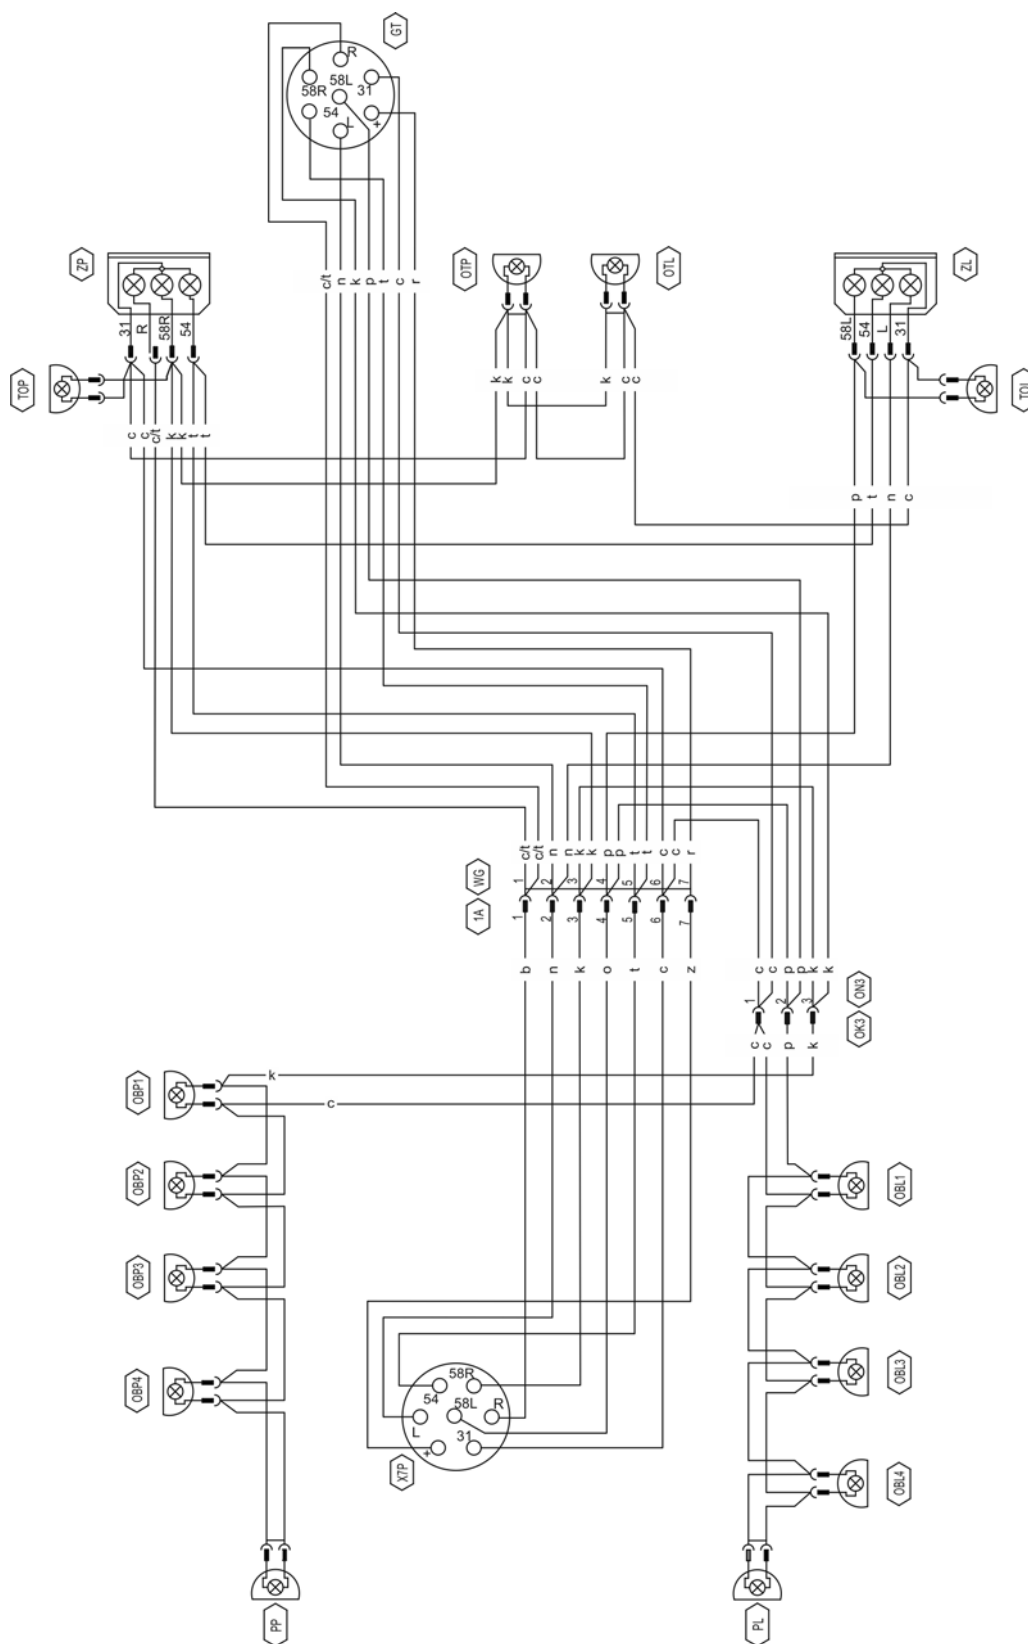 GT
R
58L
58R
31
54
L
+
ZP
31
R
58R
54
TOP
OTP
OTL
ZL
58L
54
L
31
TOL
c/t
n
k
p
t
c
r
k
k
c
c
k
c
c
c
c
c/t
k
k
t
t
p
t
n
c
WG
1A
c/t
c/t
n
n
k
k
p
p
t
t
c
c
r
1
2
3
4
5
6
7
1
2
3
4
5
6
7
b
n
k
o
t
c
z
c
c
p
p
k
k
1
2
3
ON3
OK3
c
c
p
k
k
c
OBP1
OBP2
OBP3
OBP4
PP
OBL1
OBL2
OBL3
OBL4
PL
X7P
58R
54
58L
R
L
31
+